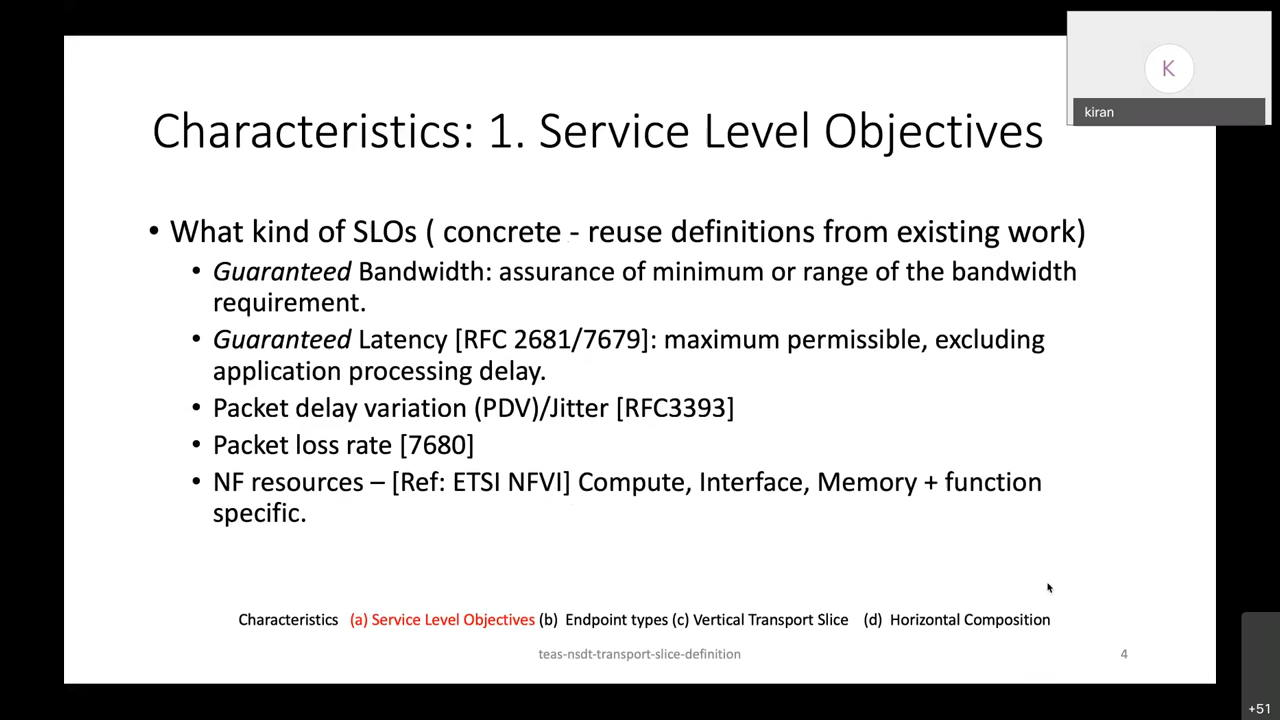 K
kiran
Characteristics: 1. Service Level Objectives
• What kind of SLOs ( concrete - reuse definitions from existing work)
• Guaranteed Bandwidth: assurance of minimum or range of the bandwidth
requirement.
• Guaranteed Latency [RFC 2681/7679]: maximum permissible, excluding
application processing delay.
• Packet delay variation (PDV)/Jitter [RFC3393]
• Packet loss rate [7680]
• NF resources – [Ref: ETSI NFVI] Compute, Interface, Memory + function
specific.
Characteristics (a) Service Level Objectives (b) Endpoint types (c) Vertical Transport Slice (d) Horizontal Composition
teas-nsdt-transport-slice-definition 4
+51